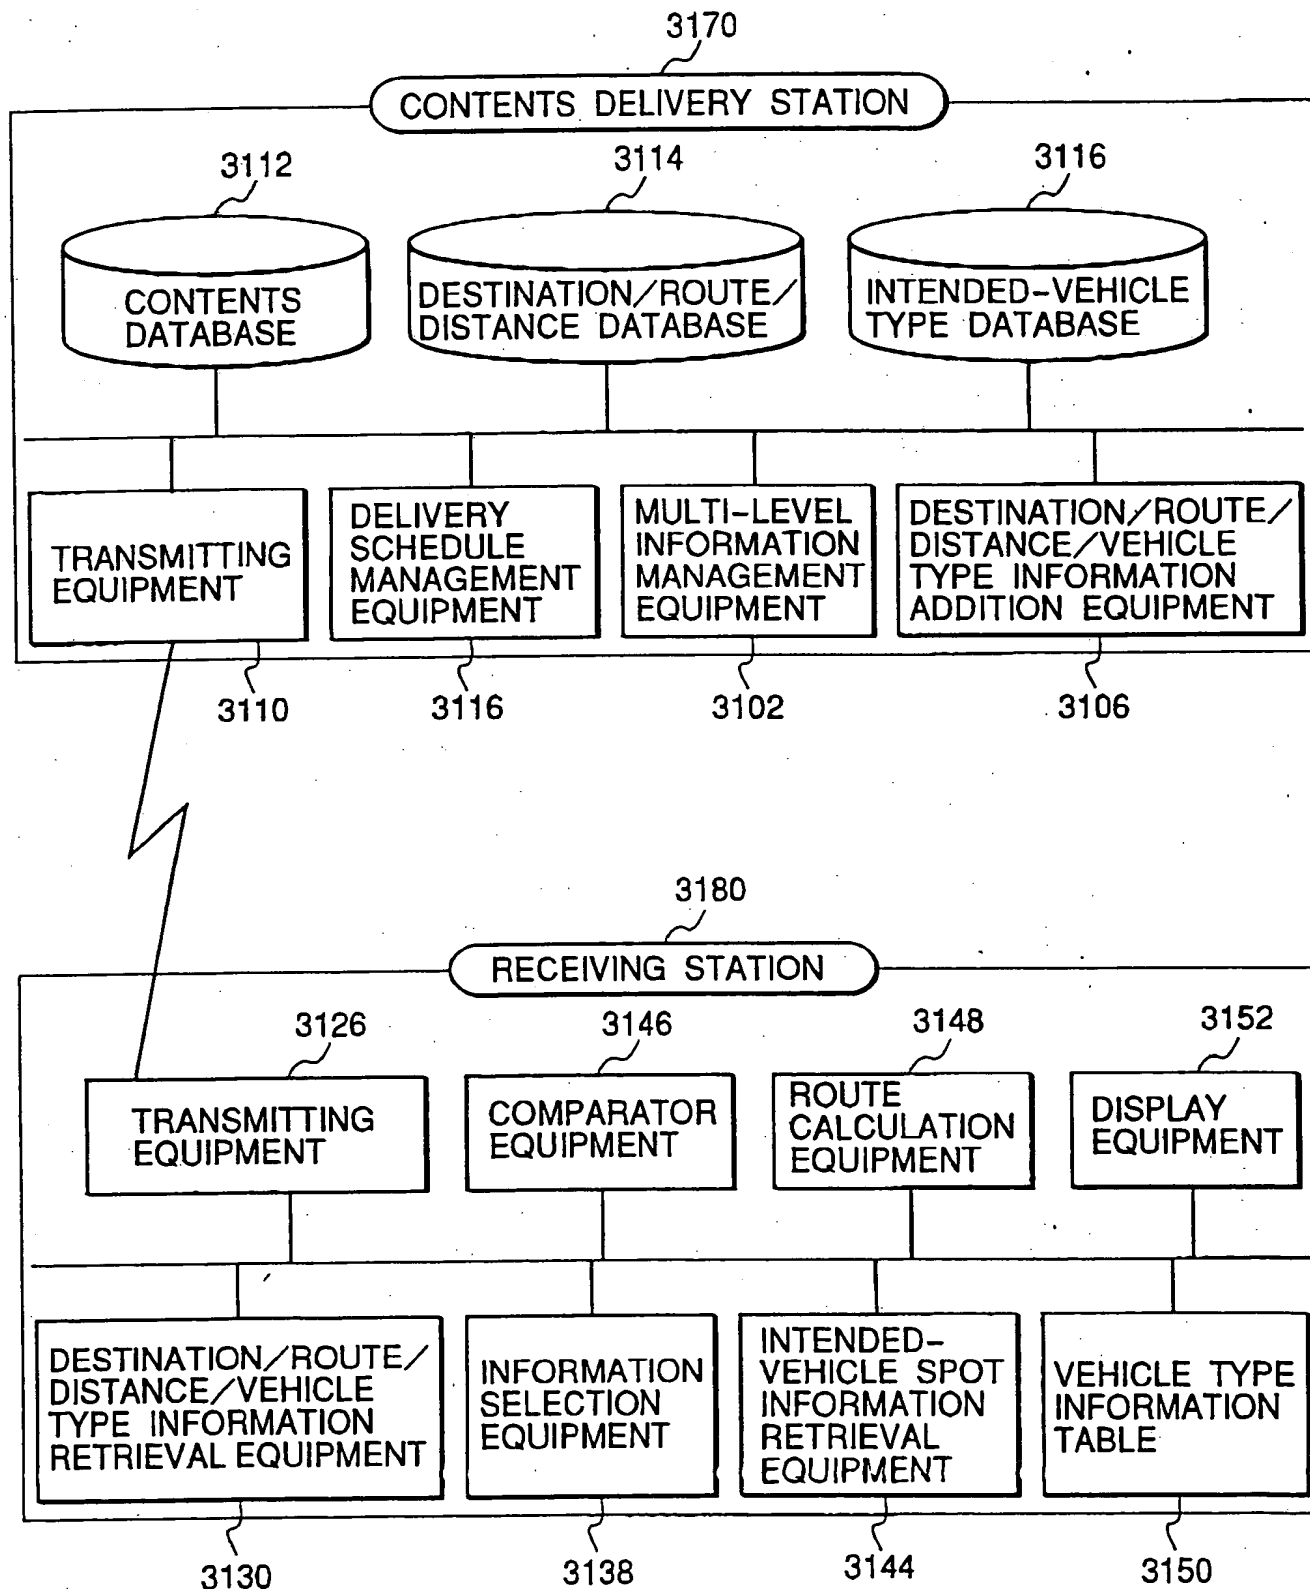 3170
CONTENTS DELIVERY STATION
3112
3114
3116
CONTENTS
DATABASE
DESTINATION/ROUTE/
DISTANCE DATABASE
INTENDED-VEHICLE
TYPE DATABASE
TRANSMITTING
EQUIPMENT
DELIVERY
SCHEDULE
MANAGEMENT
EQUIPMENT
MULTI-LEVEL
INFORMATION
MANAGEMENT
EQUIPMENT
DESTINATION/ROUTE/
DISTANCE/VEHICLE
TYPE INFORMATION
ADDITION EQUIPMENT
3110
3116
3102
3106
3180
RECEIVING STATION
3126
3146
3148
3152
TRANSMITTING
EQUIPMENT
COMPARATOR
EQUIPMENT
ROUTE
CALCULATION
EQUIPMENT
DISPLAY
EQUIPMENT
DESTINATION/ROUTE/
DISTANCE/VEHICLE
TYPE INFORMATION
RETRIEVAL EQUIPMENT
INFORMATION
SELECTION
EQUIPMENT
INTENDED-
VEHICLE SPOT
INFORMATION
RETRIEVAL
EQUIPMENT
VEHICLE TYPE
INFORMATION
TABLE
3130
3138
3144
3150